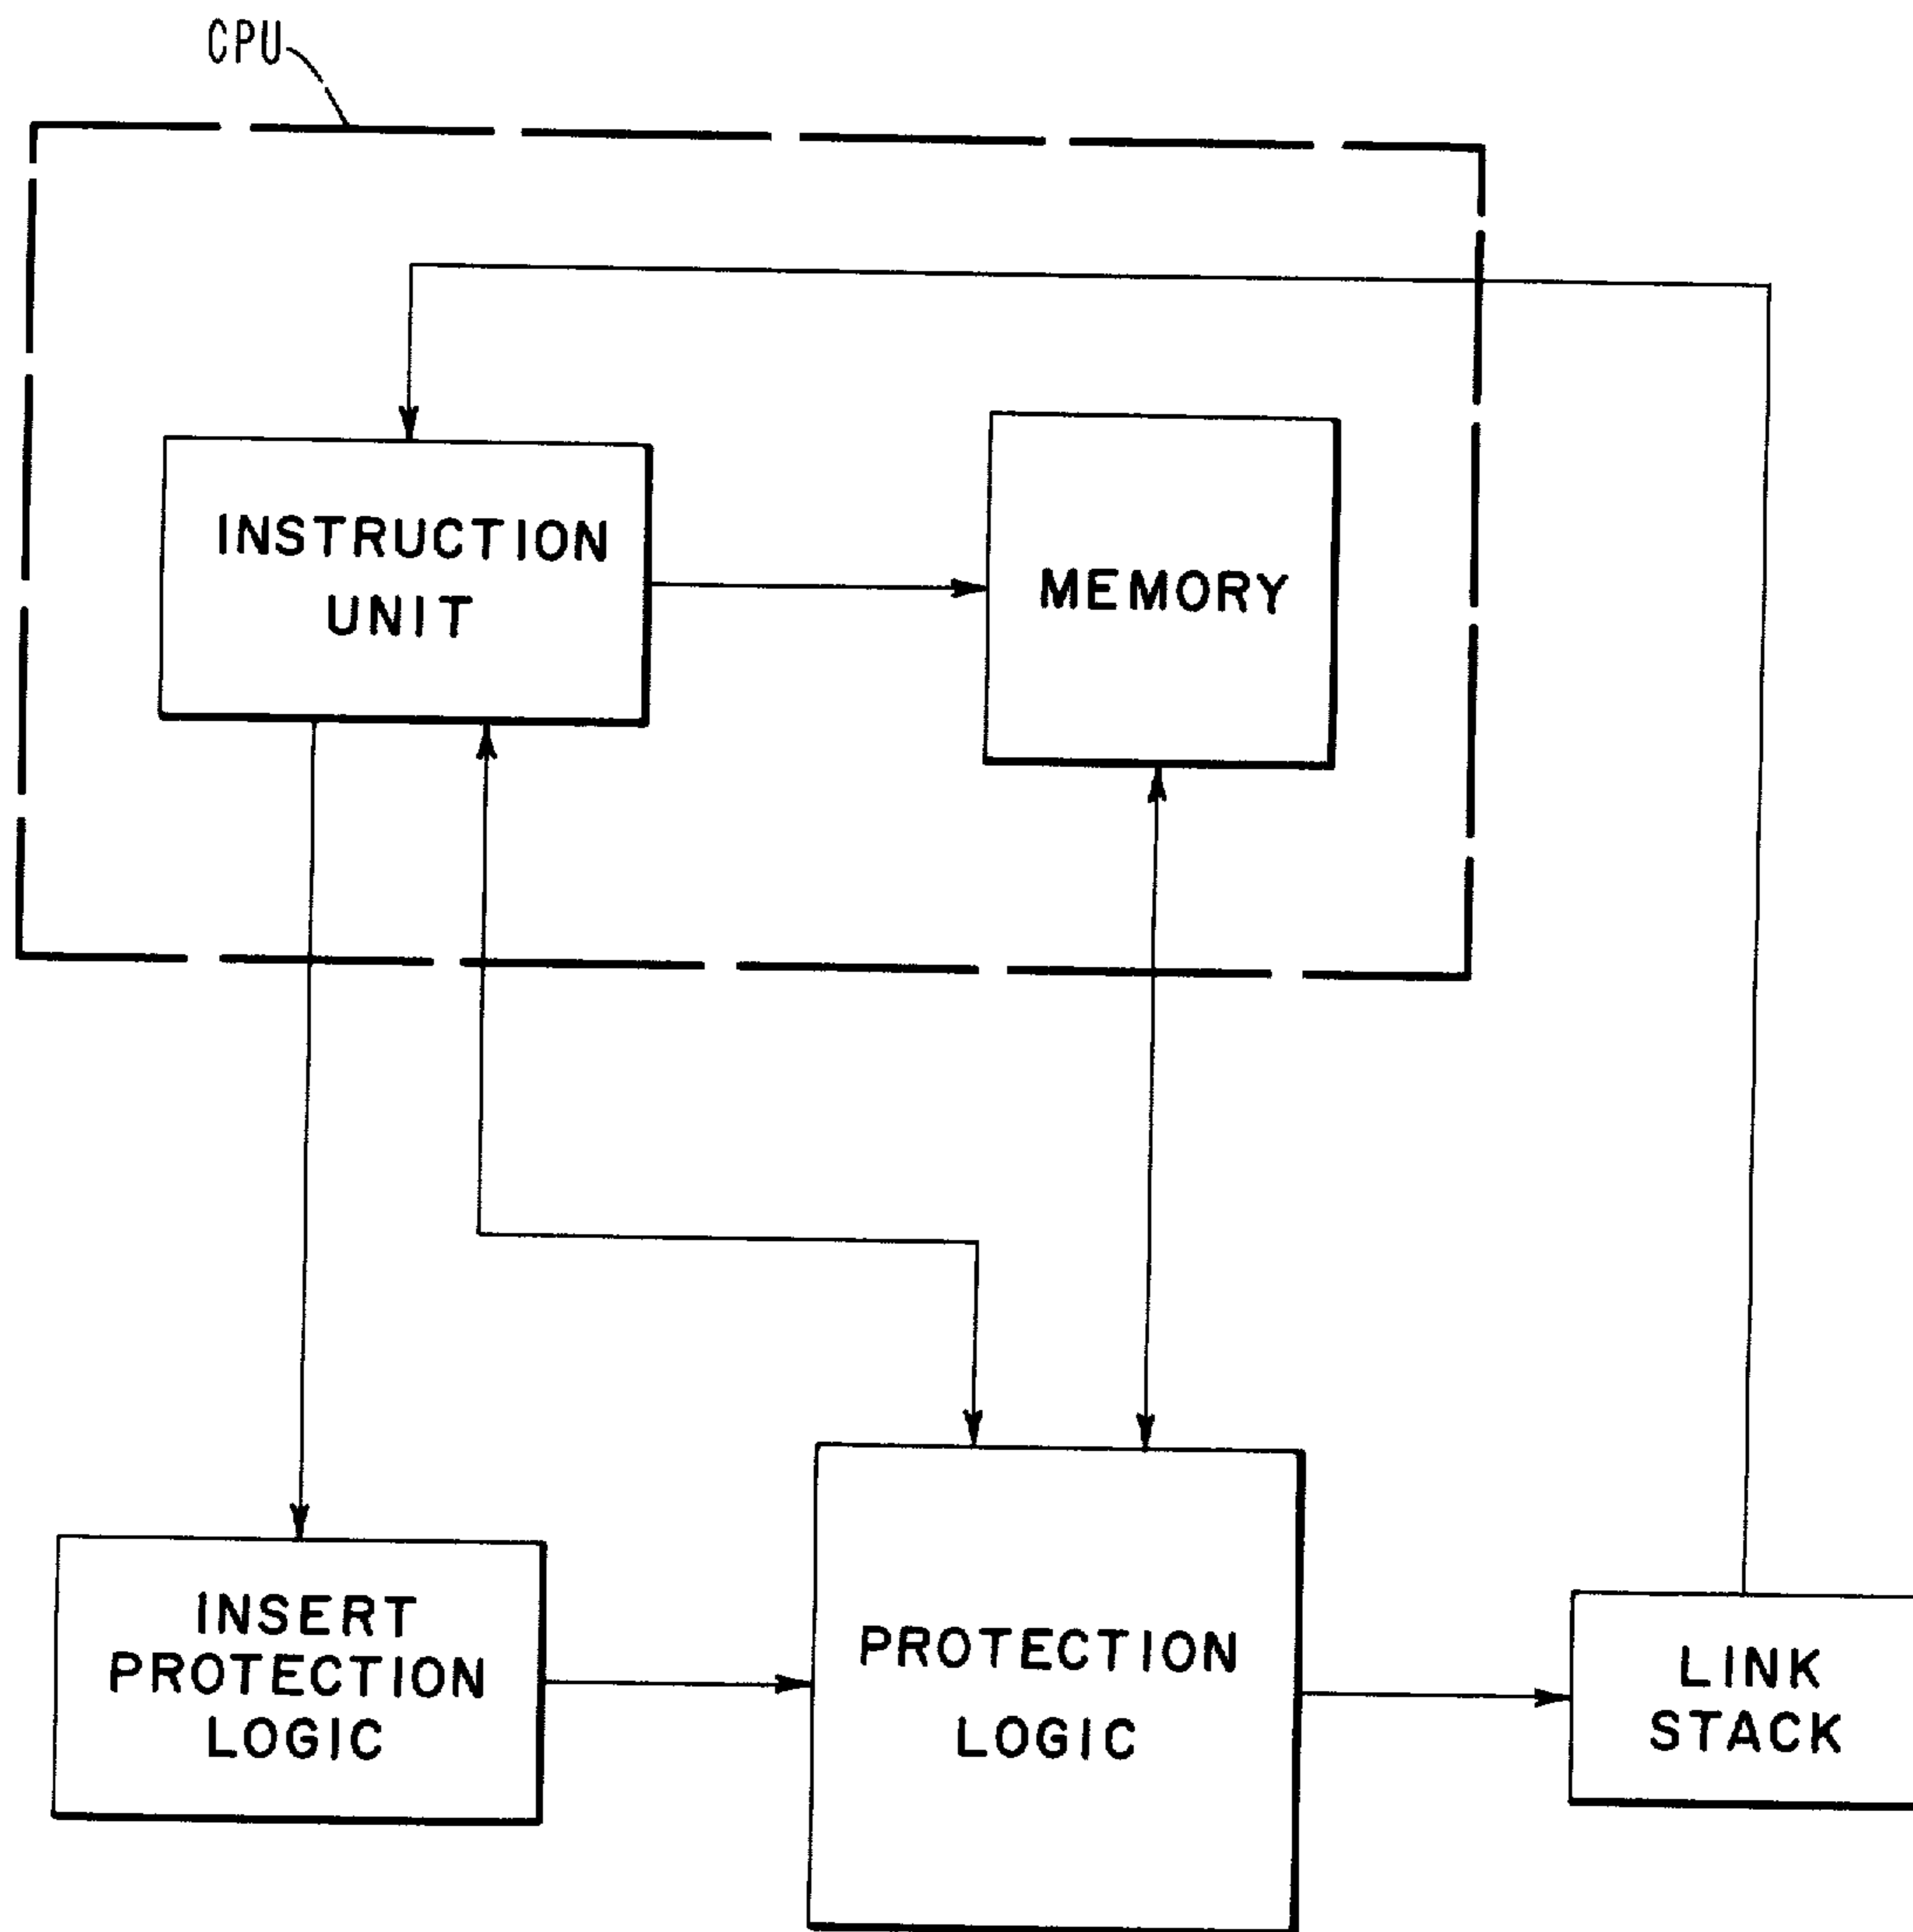 CPU
INSTRUCTION
UNIT
MEMORY
INSERT
PROTECTION
LOGIC
PROTECTION
LOGIC
LINK
STACK